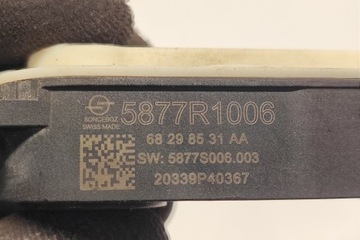 5877R1006
SONCEBOZ
SWISS MADE
68 29 85 31 AA
SW: 5877S006.003
20339P40367